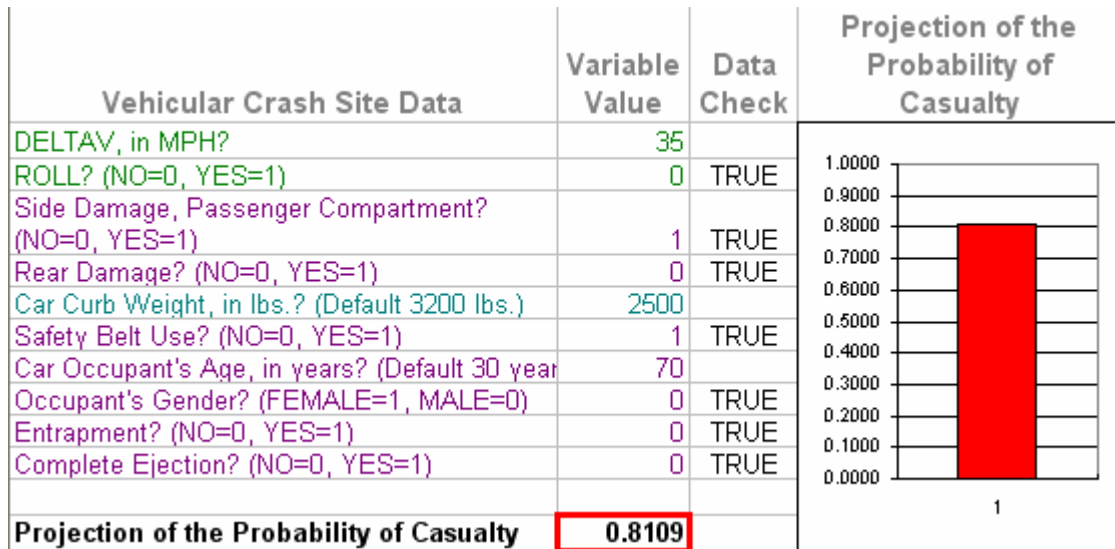 Vehicular Crash Site Data Variable Value Data Check
DELTAV, in MPH? 35
ROLL? (NO=0, YES=1) 0 TRUE
Side Damage, Passenger Compartment?
(NO=0, YES=1) 1 TRUE
Rear Damage? (NO=0, YES=1) 0 TRUE
Car Curb Weight, in lbs.? (Default 3200 lbs.) 2500
Safety Belt Use? (NO=0, YES=1) 1 TRUE
Car Occupant's Age, in years? (Default 30 year 70
Occupant's Gender? (FEMALE=1, MALE=0) 0 TRUE
Entrapment? (NO=0, YES=1) 0 TRUE
Complete Ejection? (NO=0, YES=1) 0 TRUE
Projection of the Probability of Casualty 0.8109
Projection of the
Probability of
Casualty
1.0000
0.9000
0.8000
0.7000
0.6000
0.5000
0.4000
0.3000
0.2000
0.1000
0.0000
1